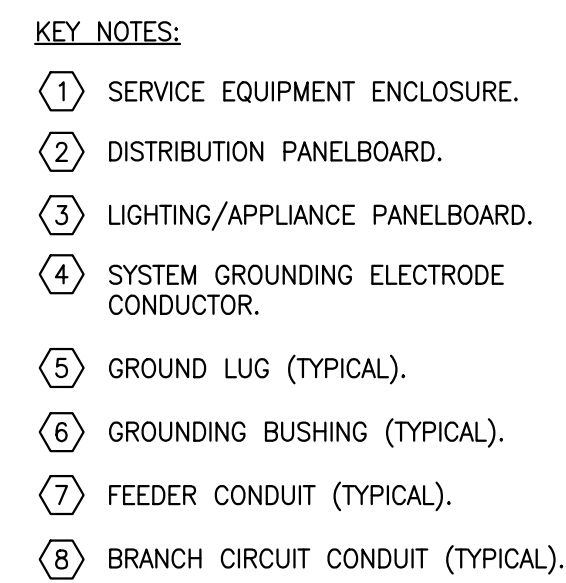 KEY NOTES:
1 SERVICE EQUIPMENT ENCLOSURE.
2 DISTRIBUTION PANELBOARD.
3 LIGHTING/APPLIANCE PANELBOARD.
4 SYSTEM GROUNDING ELECTRODE
CONDUCTOR.
5 GROUND LUG (TYPICAL).
6 GROUNDING BUSHING (TYPICAL).
7 FEEDER CONDUIT (TYPICAL).
8 BRANCH CIRCUIT CONDUIT (TYPICAL).